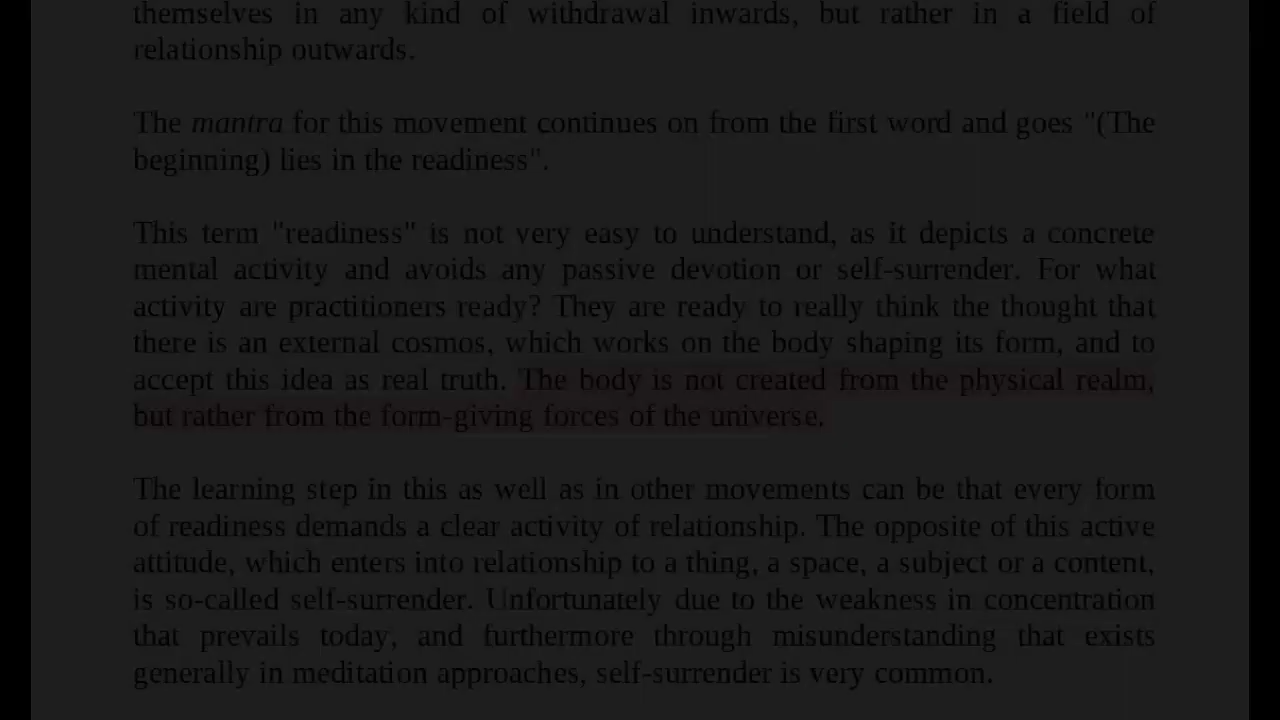 themselves in any kind of withdrawal inwards, but rather in a field of
relationship outwards.
The mantra for this movement continues on from the first word and goes "(The
beginning) lies in the readiness".
This term "readiness" is not very easy to understand, as it depicts a concrete
mental activity and avoids any passive devotion or self-surrender. For what
activity are practitioners ready? They are ready to really think the thought that
there is an external cosmos, which works on the body shaping its form, and to
accept this idea as real truth. The body is not created from the physical realm,
but rather from the form-giving forces of the universe.
The learning step in this as well as in other movements can be that every form
of readiness demands a clear activity of relationship. The opposite of this active
attitude, which enters into relationship to a thing, a space, a subject or a content,
is so-called self-surrender. Unfortunately due to the weakness in concentration
that prevails today, and furthermore through misunderstanding that exists
generally in meditation approaches, self-surrender is very common.